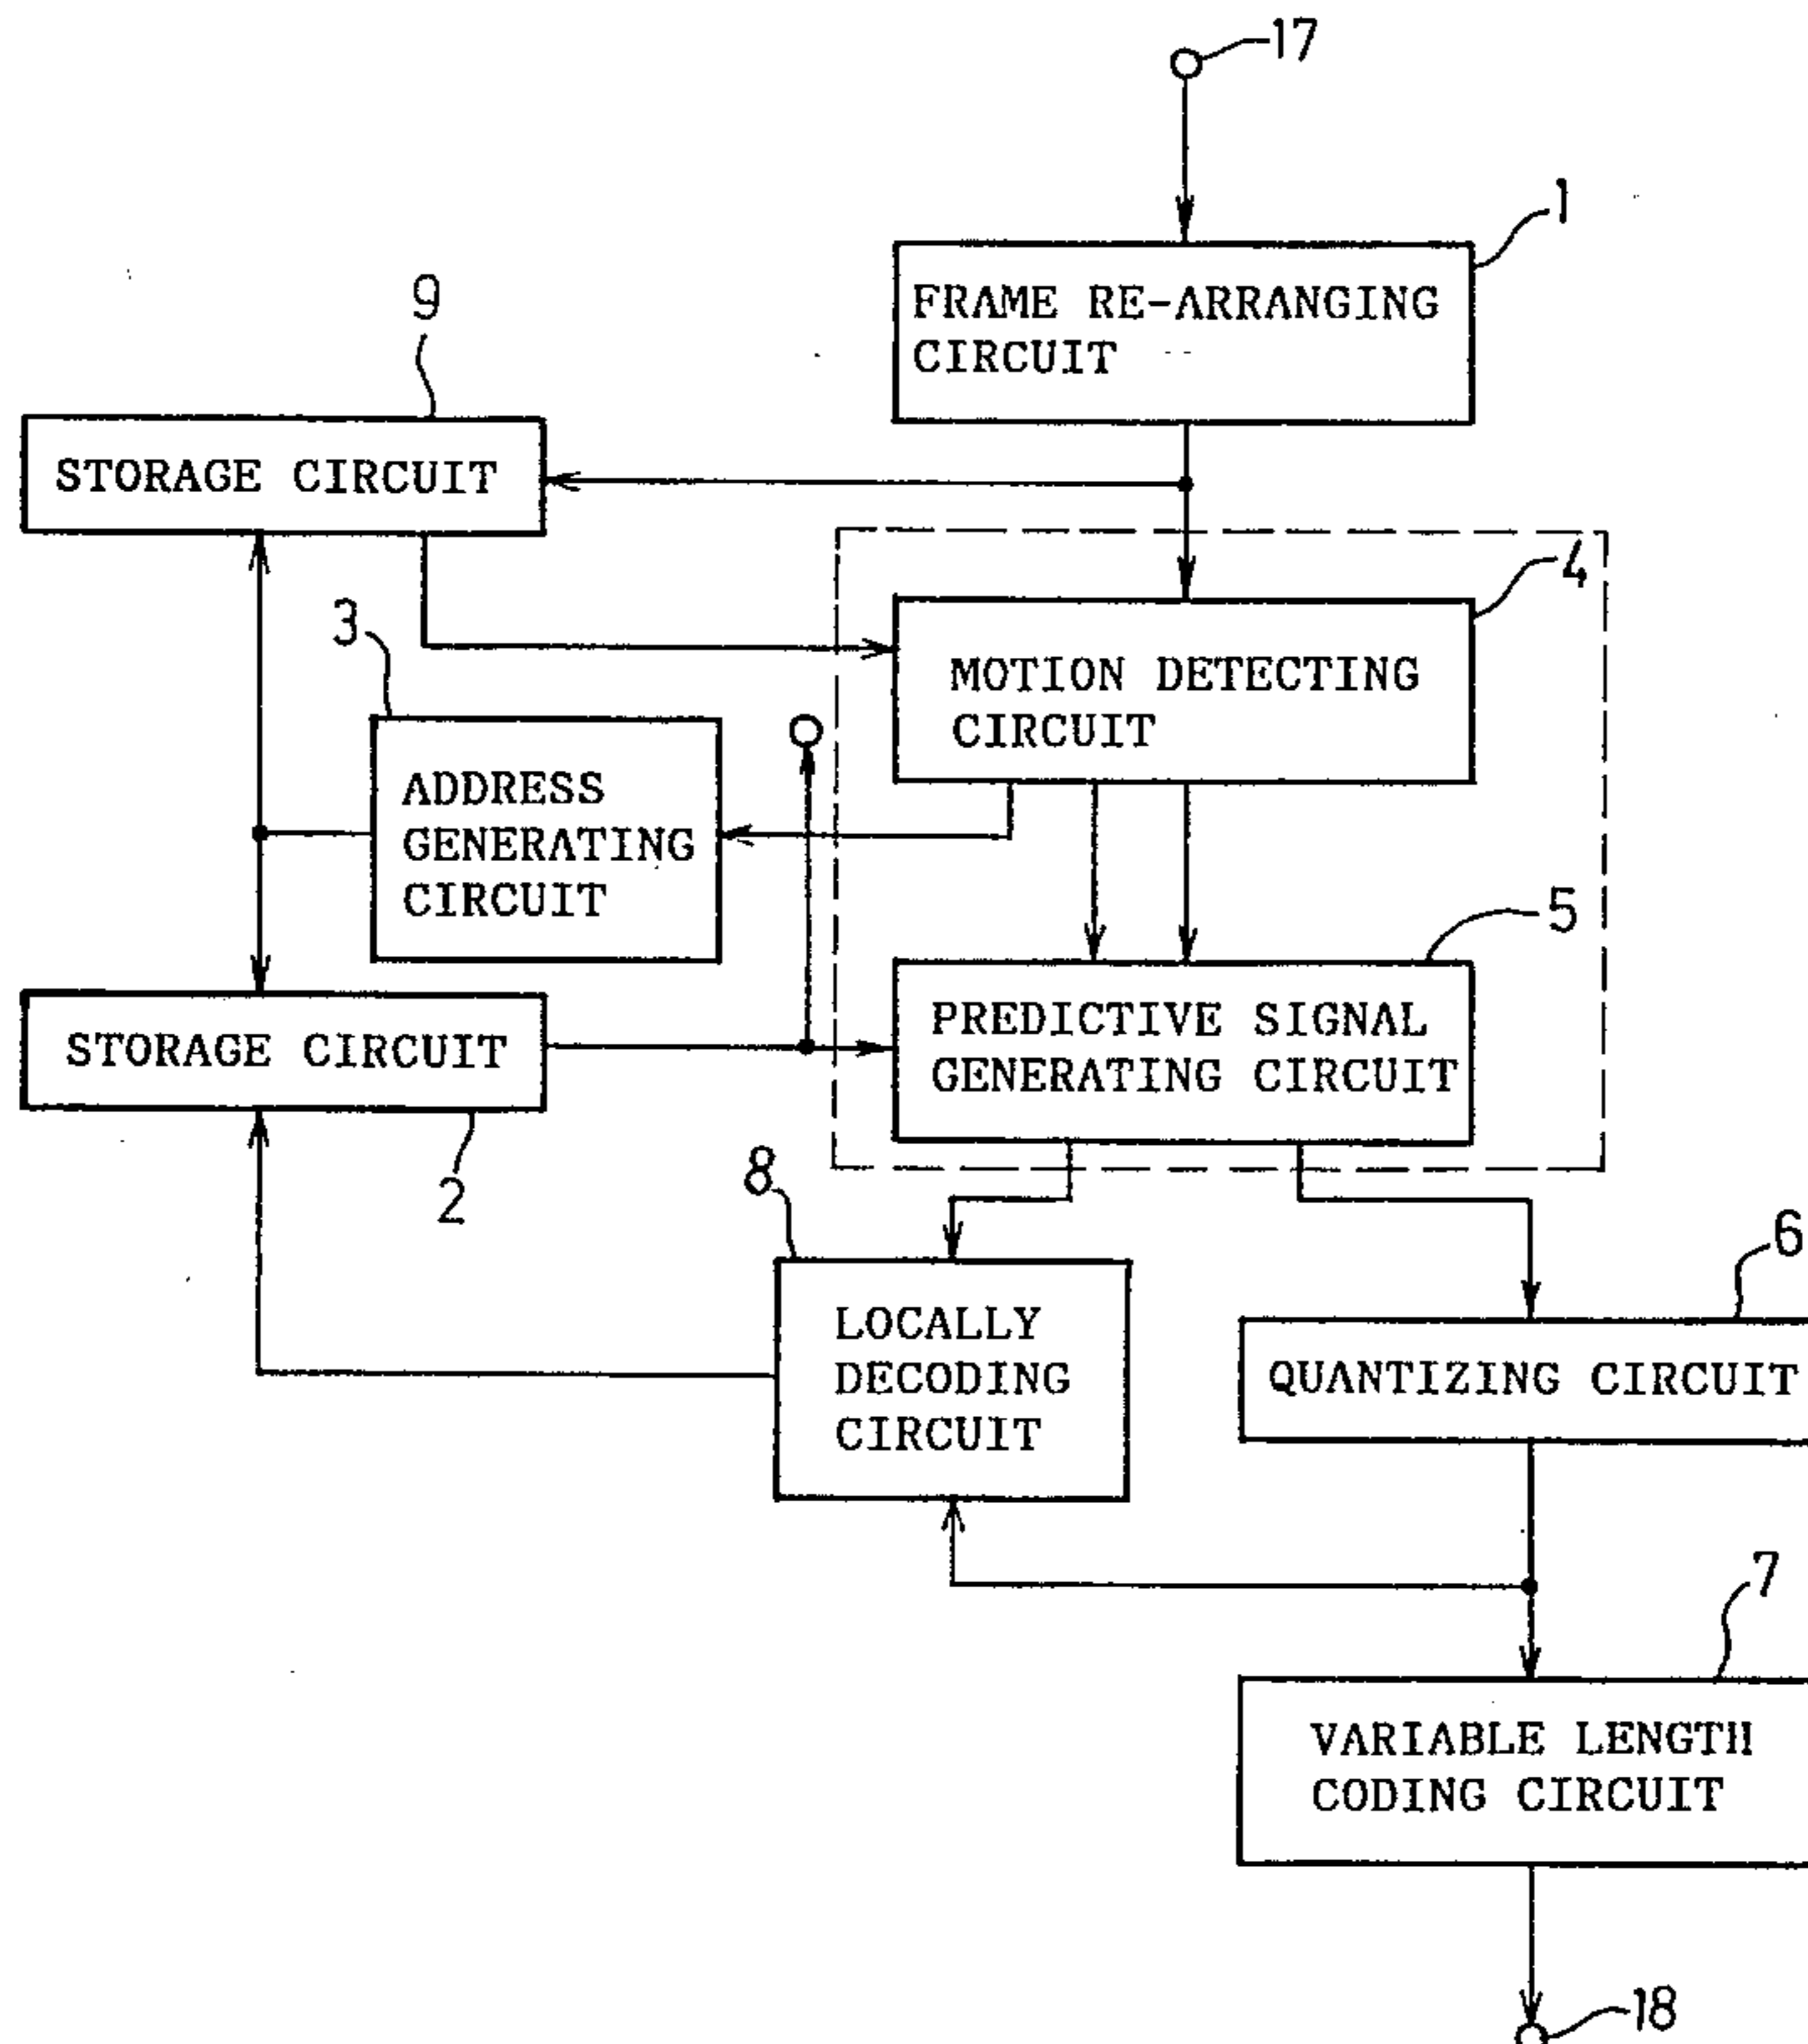 17
1
FRAME RE-ARRANGING
CIRCUIT
9
STORAGE CIRCUIT
4
3
MOTION DETECTING
CIRCUIT
ADDRESS
GENERATING
CIRCUIT
5
PREDICTIVE SIGNAL
GENERATING CIRCUIT
STORAGE CIRCUIT
2
8
6
LOCALLY
DECODING
CIRCUIT
QUANTIZING CIRCUIT
7
VARIABLE LENGTH
CODING CIRCUIT
18